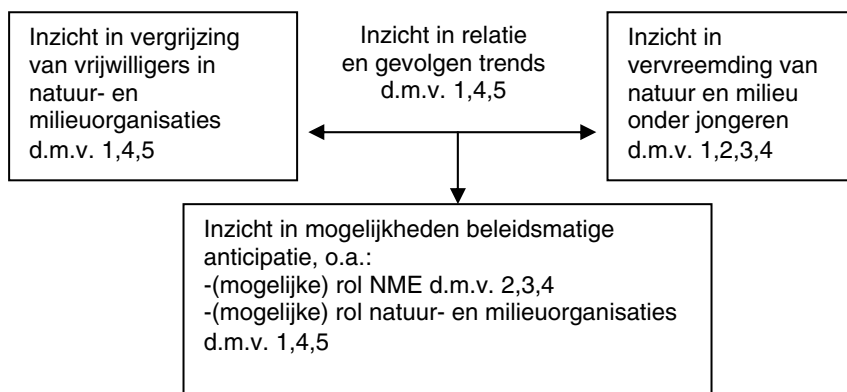 Inzicht in vergrijzing
van vrijwilligers in
natuur- en
milieuorganisaties
d.m.v. 1,4,5
Inzicht in relatie
en gevolgen trends
d.m.v. 1,4,5
Inzicht in
vervreemding van
natuur en milieu
onder jongeren
d.m.v. 1,2,3,4
Inzicht in mogelijkheden beleidsmatige
anticipatie, o.a.:
-(mogelijke) rol NME d.m.v. 2,3,4
-(mogelijke) rol natuur- en milieuorganisaties
d.m.v. 1,4,5